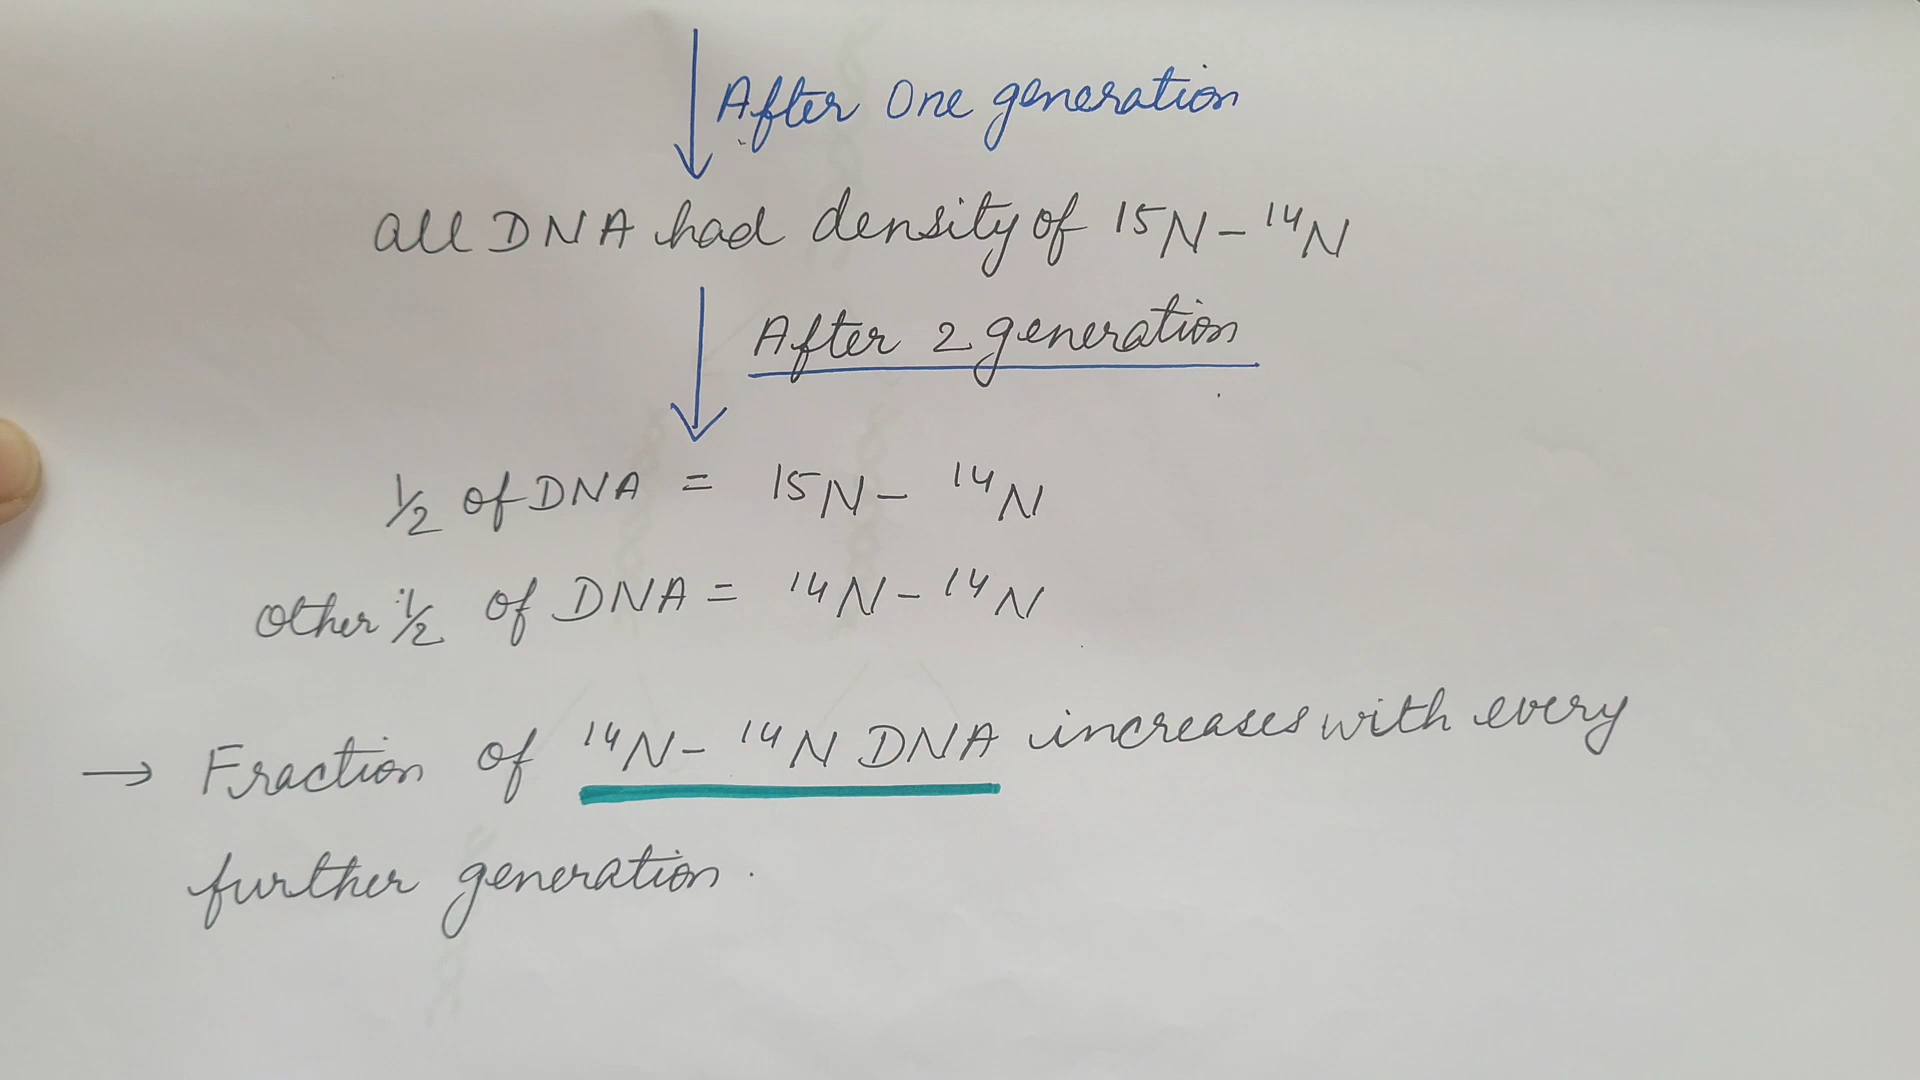 After One generation
all DNA had density of 15N - 14N
After 2 generation
1/2 of DNA = 15N - 14N
other 1/2 of DNA = 14N - 14N
→ Fraction of 14N - 14N DNA increases with every
further generation.